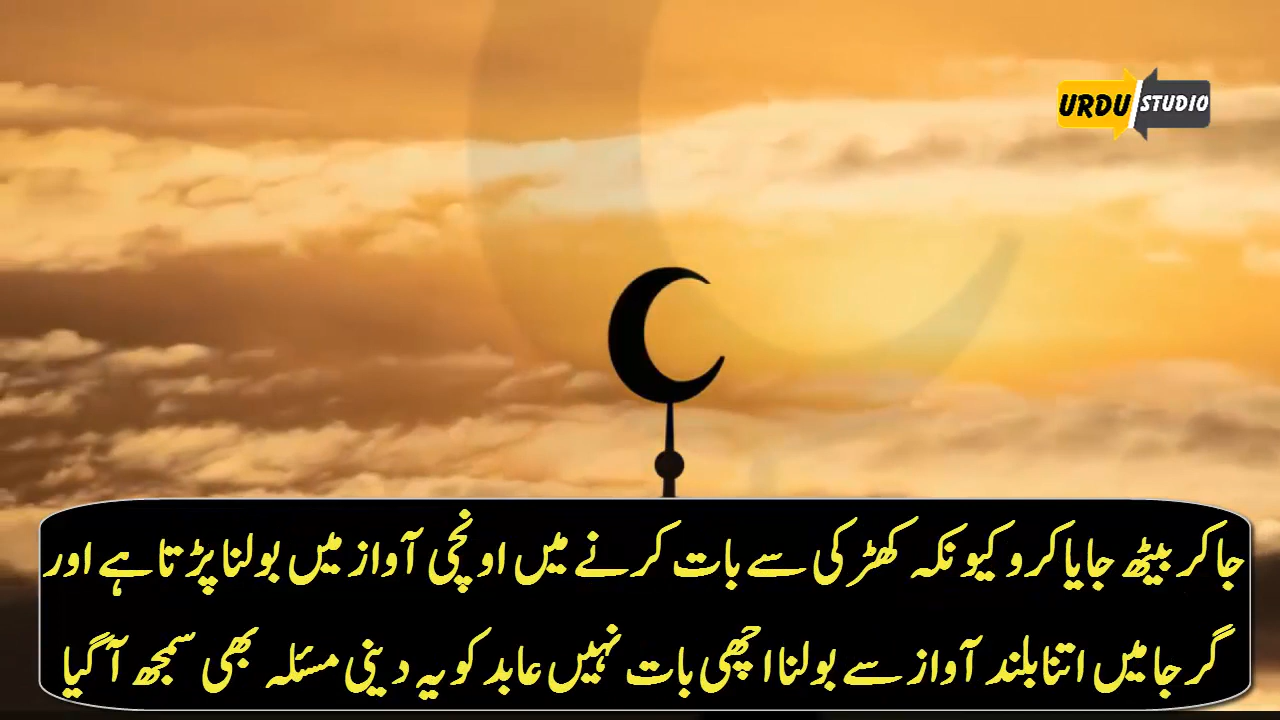 URDU STUDIO
جا کر بیٹھ جایا کرو کیونکہ کھڑکی سے بات کرنے میں اونچی آواز میں بولنا پڑتا ہے اور
گرجا میں اتنا بلند آواز سے بولنا اچھی بات نہیں عابد کو یہ دینی مسئلہ بھی سمجھ آ گیا